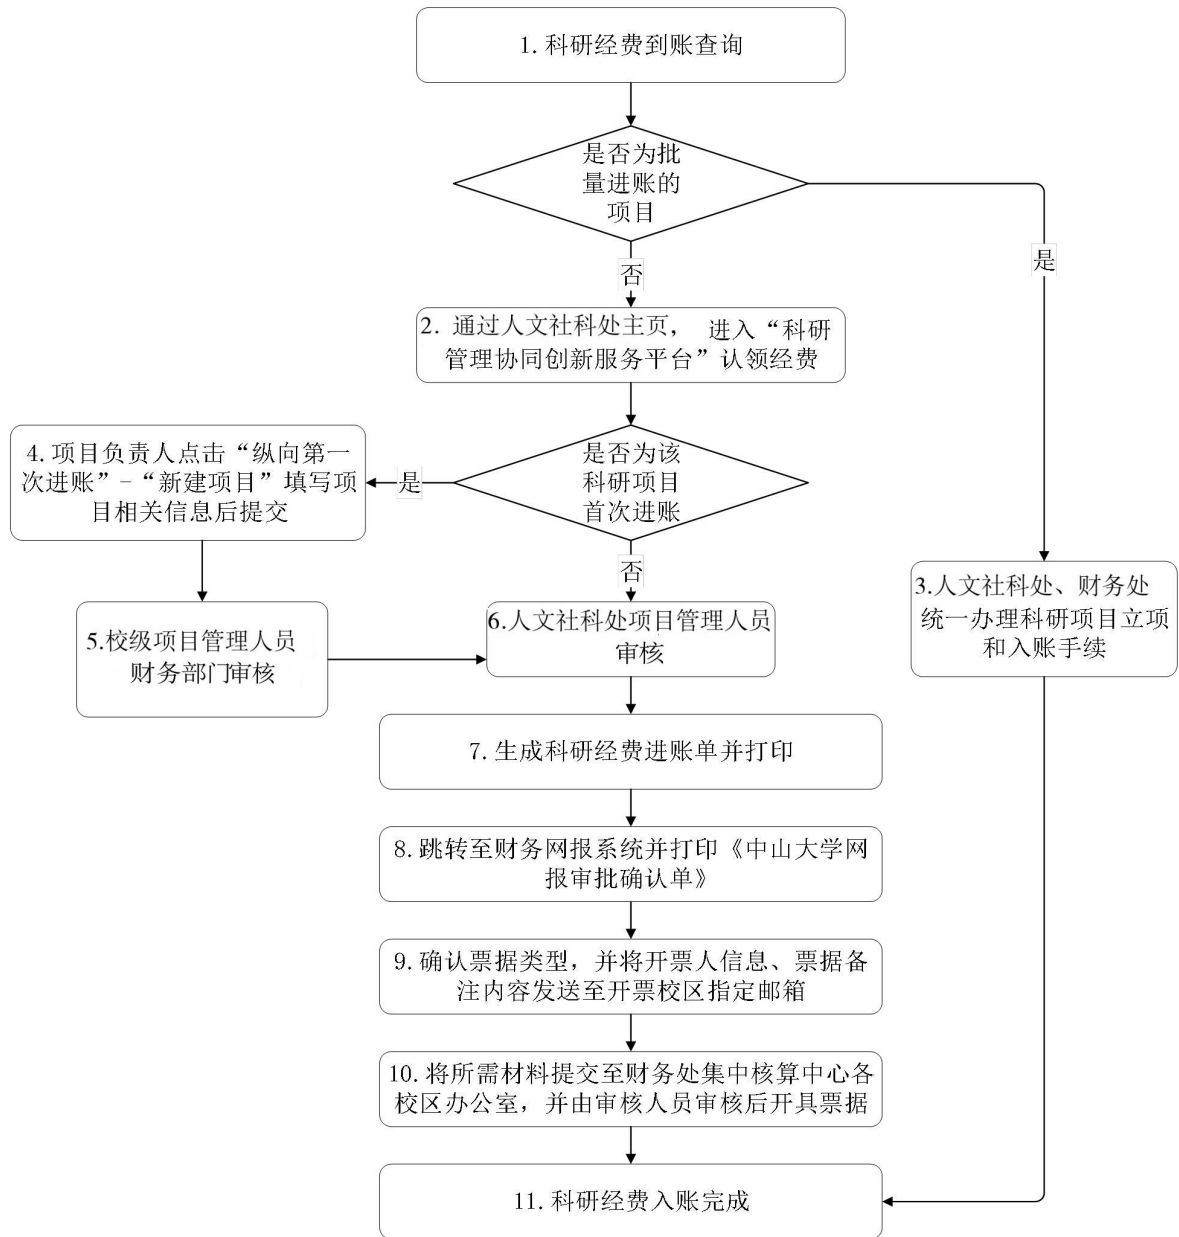 1.科研经费到账查询
是否为批
量进账的
项目
是
否
2. 通过人文社科处主页， 进入“科研
管理协同创新服务平台”认领经费
4.项目负责人点击“纵向第一
次进账”-“新建项目”填写项
目相关信息后提交
是
是否为该
科研项目
首次进账
否
3.人文社科处、财务处
统一办理科研项目立项
和入账手续
5.校级项目管理人员
财务部门审核
6.人文社科处项目管理人员
审核
7.生成科研经费进账单并打印
8.跳转至财务网报系统并打印《中山大学网
报审批确认单》
9.确认票据类型，并将开票人信息、票据备
注内容发送至开票校区指定邮箱
10.将所需材料提交至财务处集中核算中心各
校区办公室，并由审核人员审核后开具票据
11.科研经费入账完成